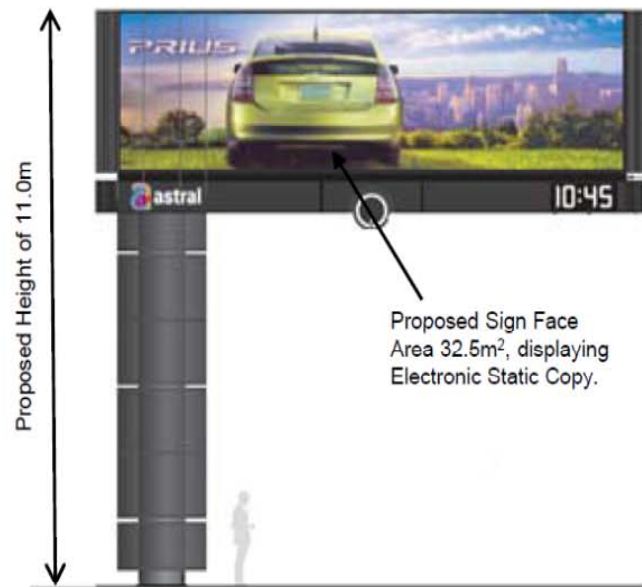 PRIUS
astral
10:45
Proposed Height of 11.0m
Proposed Sign Face
Area 32.5m², displaying
Electronic Static Copy.